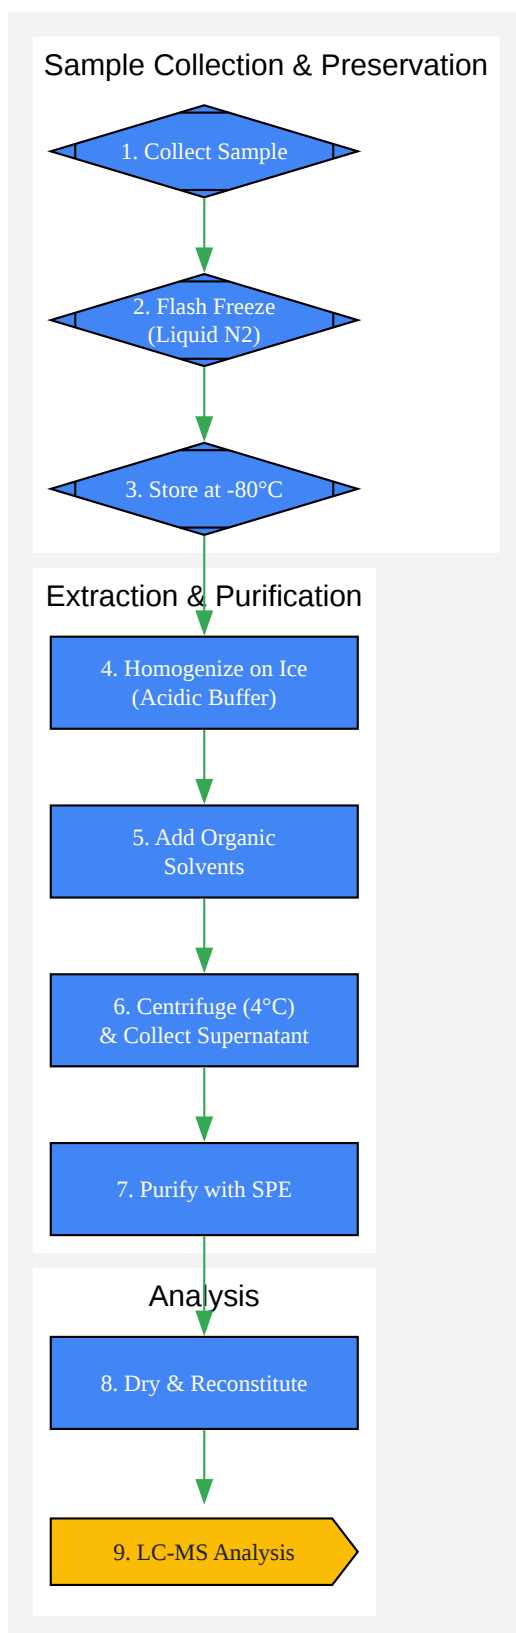 Sample Collection & Preservation
1. Collect Sample
2. Flash Freeze
(Liquid N2)
3. Store at -80°C
Extraction & Purification
4. Homogenize on Ice
(Acidic Buffer)
5. Add Organic
Solvents
6. Centrifuge (4°C)
& Collect Supernatant
7. Purify with SPE
Analysis
8. Dry & Reconstitute
9. LC-MS Analysis